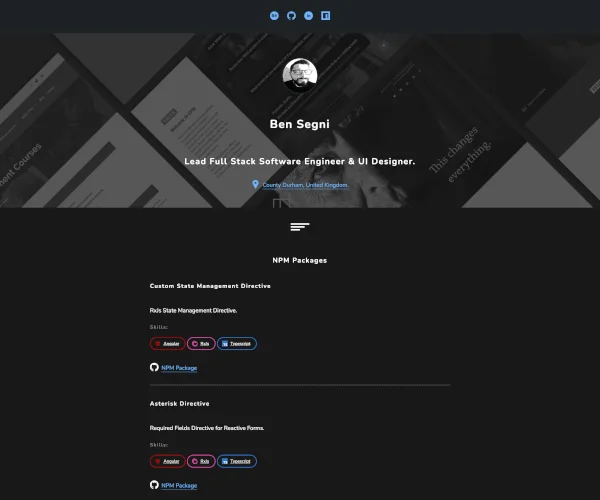 Ben Segni
Lead Full Stack Software Engineer & UI Designer.
County Durham, United Kingdom.
This changes
everything.
NPM Packages
Custom State Management Directive
RxJs State Management Directive.
Skills:
Angular
RxJs
Typescript
NPM Package
Asterisk Directive
Required Fields Directive for Reactive Forms.
Skills:
Angular
RxJs
Typescript
NPM Package